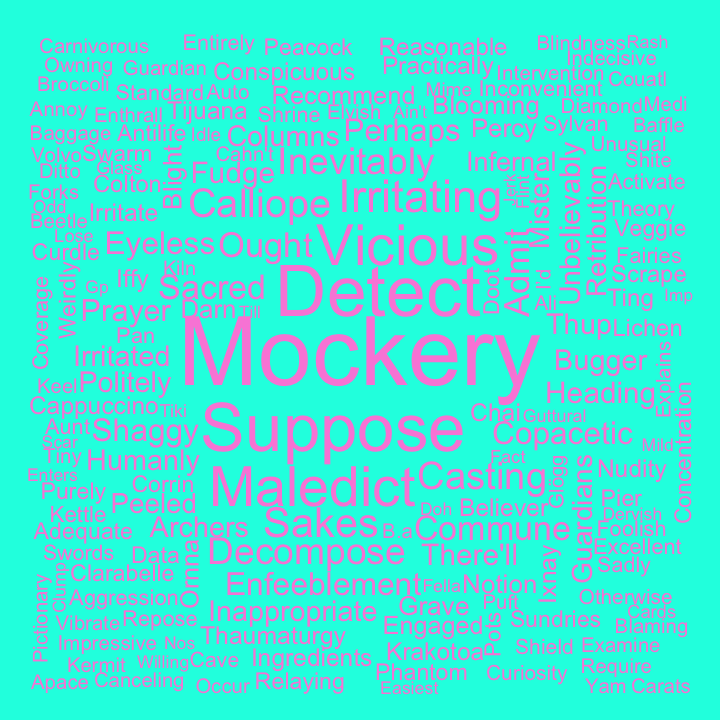 Carnivorous
Entirely
Peacock
Reasonable
Blindness
Rash
Owning
Guardian
Conspicuous
Practically
Intervention
Indecisive
Couatl
Broccoli
Standard
Auto
Recommend
Mime
Inconvenient
Annoy
Enthrall
Tijuana
Shrine
Elvish
Ain't
Blooming
Diamond
Medi
Baggage
Antilife
Idle
Columns
Perhaps
Percy
Sylvan
Baffle
Volvo
Swarm
Cahn't
Unusual
Ditto
Glass
Blight
Fudge
Inevitably
Infernal
Unbelievably
Shite
Forks
Colton
Calliope
Irritating
Jerk
Flint
Mister
Retribution
Activate
Odd
Beetle
Irritate
Theory
Lose
Eyeless
Ought
Vicious
Admit
Veggie
Curdle
Kiln
Fairies
Coverage
Weirdly
Gp
Iffy
Sacred
Detect
Doot
I'd
Scrape
Prayer
Darn
Till
Ali
Ting
Imp
Pan
Mockery
Thup
Lichen
Irritated
Bugger
Explains
Keel
Politely
Heading
Cappuccino
Tiki
Suppose
Chai
Guttural
Concentration
Aunt
Shaggy
Copacetic
Scar
Mild
Tiny
Humanly
Fact
Enters
Maledict
Casting
Glögg
Nudity
Purely
Corrin
Peeled
Believer
Pier
Kettle
Doh
Guardians
Dervish
Adequate
Archers
Sakes
B.a
Commune
Foolish
Swords
Data
Omna
Decompose
There'll
Ixnay
Excellent
Sadly
Clarabelle
Enfeeblement
Fella
Notion
Pictionary
Clump
Aggression
Inappropriate
Grave
Puft
Otherwise
Vibrate
Repose
Engaged
Pots
Sundries
Cards
Blaming
Impressive
Nos
Thaumaturgy
Krakotoa
Shield
Examine
Kermit
Willing
Cave
Ingredients
Phantom
Curiosity
Require
Apace
Canceling
Occur
Relaying
Easiest
Yam
Carats